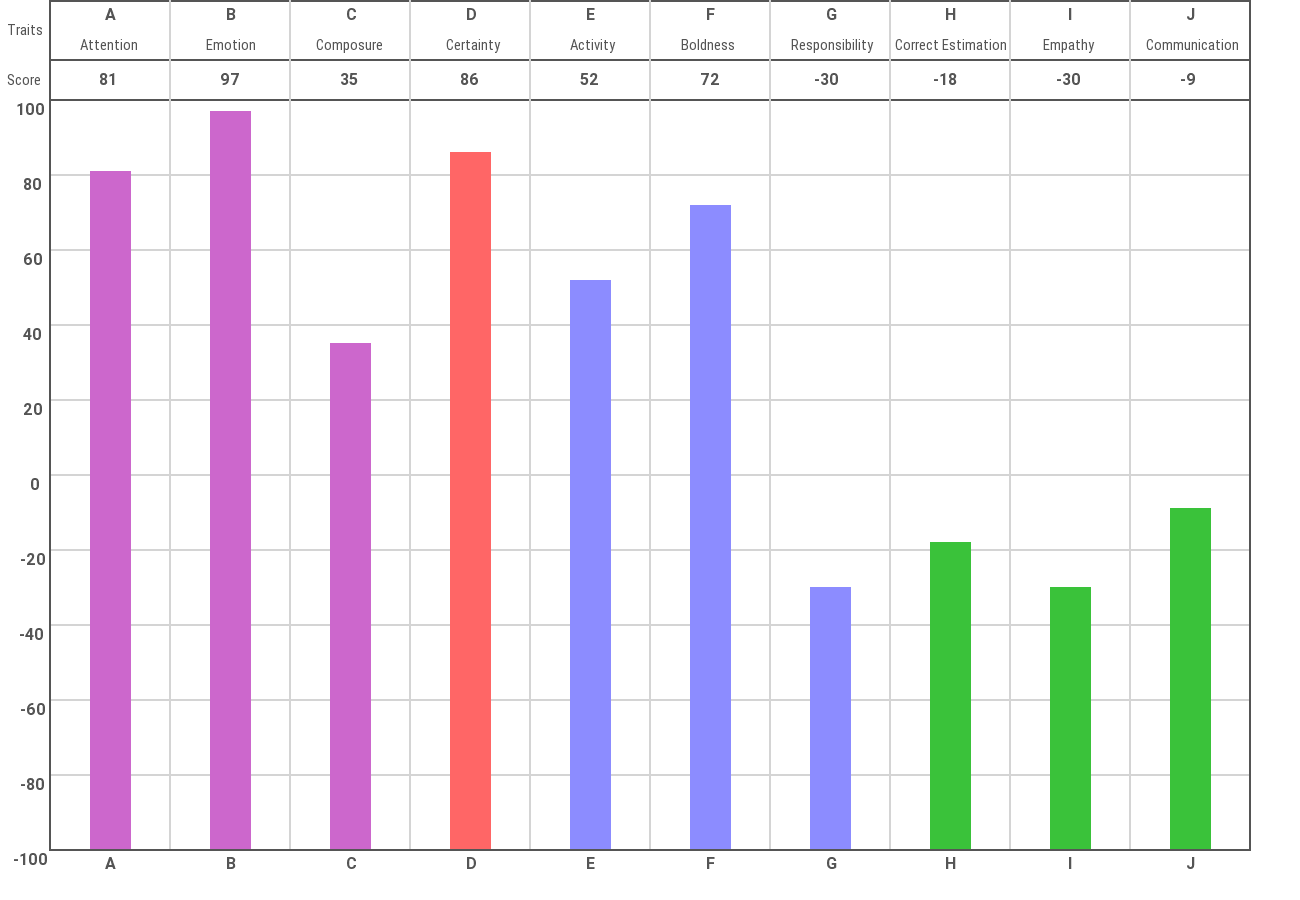 A B C D E F G H I J
Traits
Attention Emotion Composure Certainty Activity Boldness Responsibility Correct Estimation Empathy Communication
Score 81 97 35 86 52 72 -30 -18 -30 -9
100
80
60
40
20
0
-20
-40
-60
-80
-100
A B C D E F G H I J